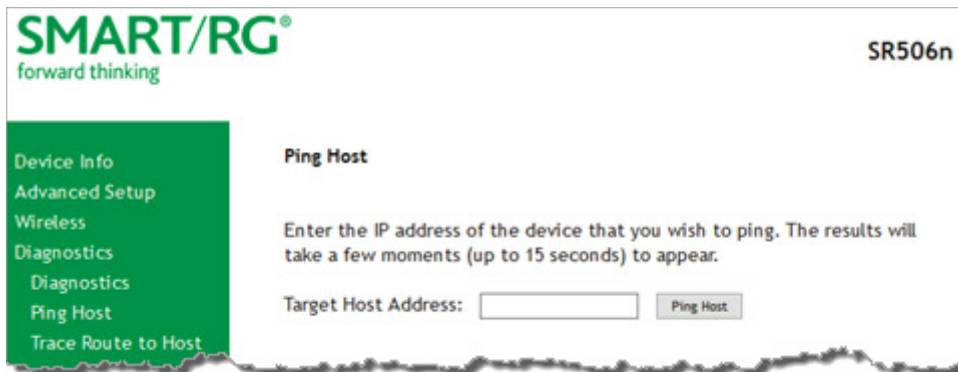 SMART/RG®
forward thinking
SR506n
Device Info
Advanced Setup
Wireless
Diagnostics
Diagnostics
Ping Host
Trace Route to Host
Ping Host
Enter the IP address of the device that you wish to ping. The results will
take a few moments (up to 15 seconds) to appear.
Target Host Address:
Ping Host